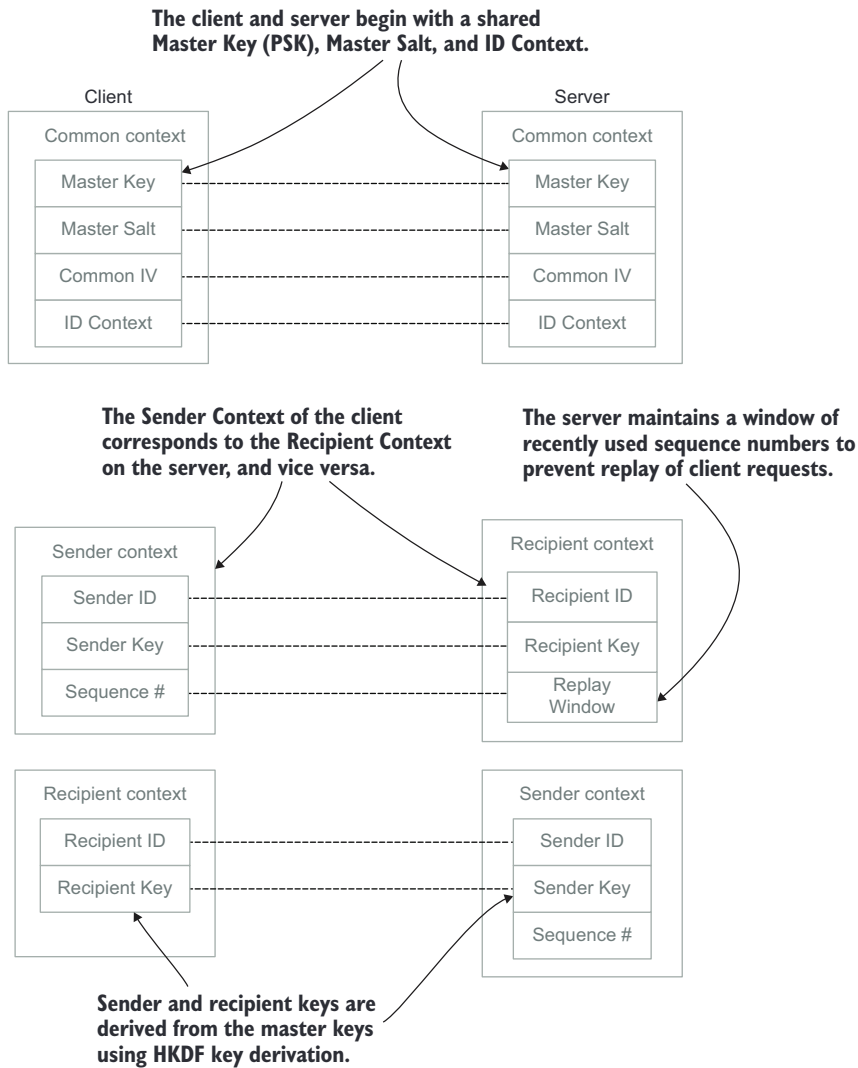 The client and server begin with a shared
Master Key (PSK), Master Salt, and ID Context.
Client
Server
Common context
Common context
Master Key
Master Key
Master Salt
Master Salt
Common IV
Common IV
ID Context
ID Context
The Sender Context of the client
corresponds to the Recipient Context
on the server, and vice versa.
The server maintains a window of
recently used sequence numbers to
prevent replay of client requests.
Sender context
Recipient context
Sender ID
Recipient ID
Sender Key
Recipient Key
Sequence #
Replay
Window
Recipient context
Sender context
Recipient ID
Sender ID
Recipient Key
Sender Key
Sequence #
Sender and recipient keys are
derived from the master keys
using HKDF key derivation.